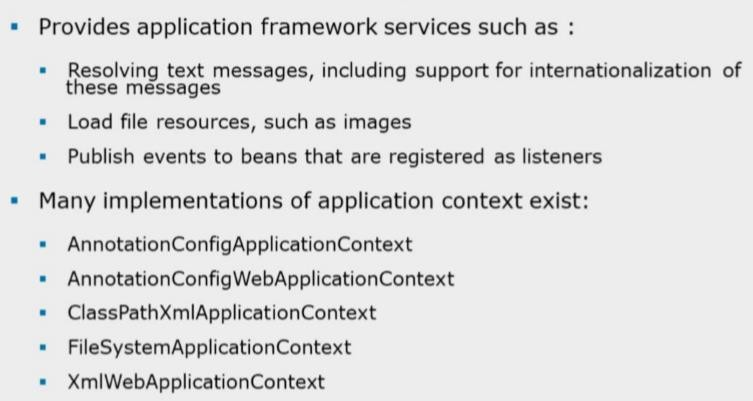 ▪ Provides application framework services such as :
▪ Resolving text messages, including support for internationalization of
these messages
▪ Load file resources, such as images
▪ Publish events to beans that are registered as listeners
▪ Many implementations of application context exist:
▪ AnnotationConfigApplicationContext
▪ AnnotationConfigWebApplicationContext
▪ ClassPathXmlApplicationContext
▪ FileSystemApplicationContext
▪ XmlWebApplicationContext